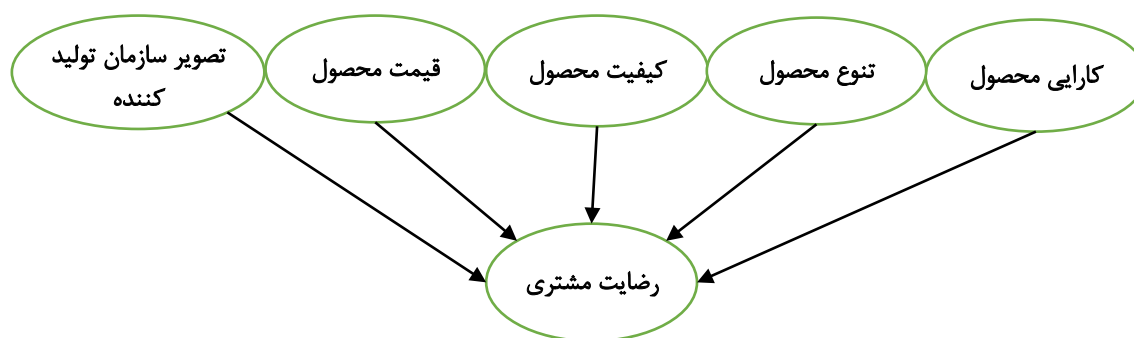 کارایی محصول
تنوع محصول
کیفیت محصول
قیمت محصول
تصویر سازمان تولید
کننده
رضایت مشتری